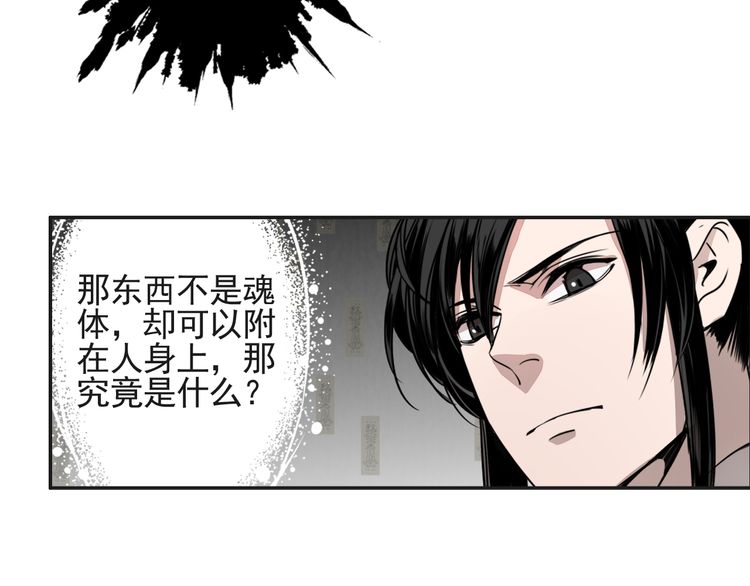 那东西不是魂
体，却可以附
在人身上，那
究竟是什么？